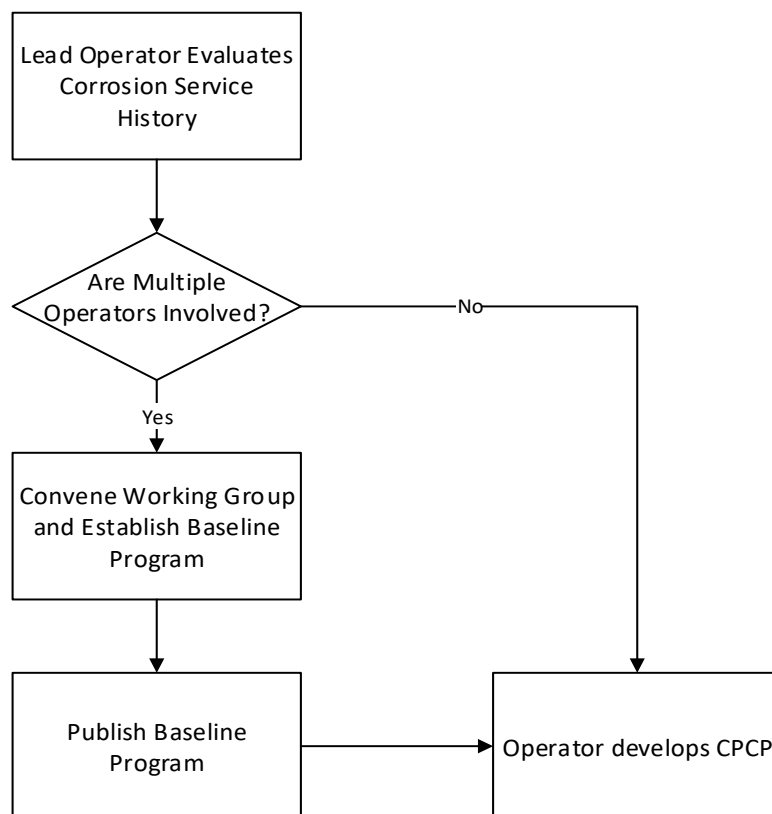 Lead Operator Evaluates
Corrosion Service
History
Are Multiple
Operators Involved?
No
Yes
Convene Working Group
and Establish Baseline
Program
Publish Baseline
Program
Operator develops CPCP